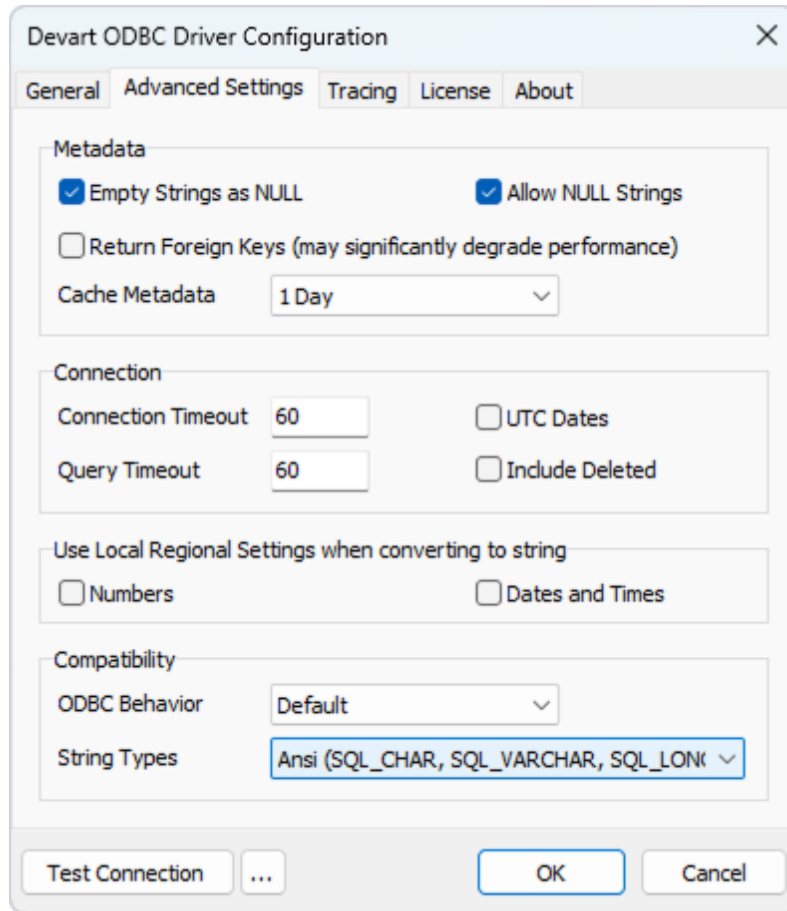 Devart ODBC Driver Configuration
General Advanced Settings Tracing License About
Metadata
Empty Strings as NULL Allow NULL Strings
Return Foreign Keys (may significantly degrade performance)
Cache Metadata 1 Day
Connection
Connection Timeout 60 UTC Dates
Query Timeout 60 Include Deleted
Use Local Regional Settings when converting to string
Numbers Dates and Times
Compatibility
ODBC Behavior Default
String Types Ansi (SQL_CHAR, SQL_VARCHAR, SQL_LON
Test Connection ... OK Cancel